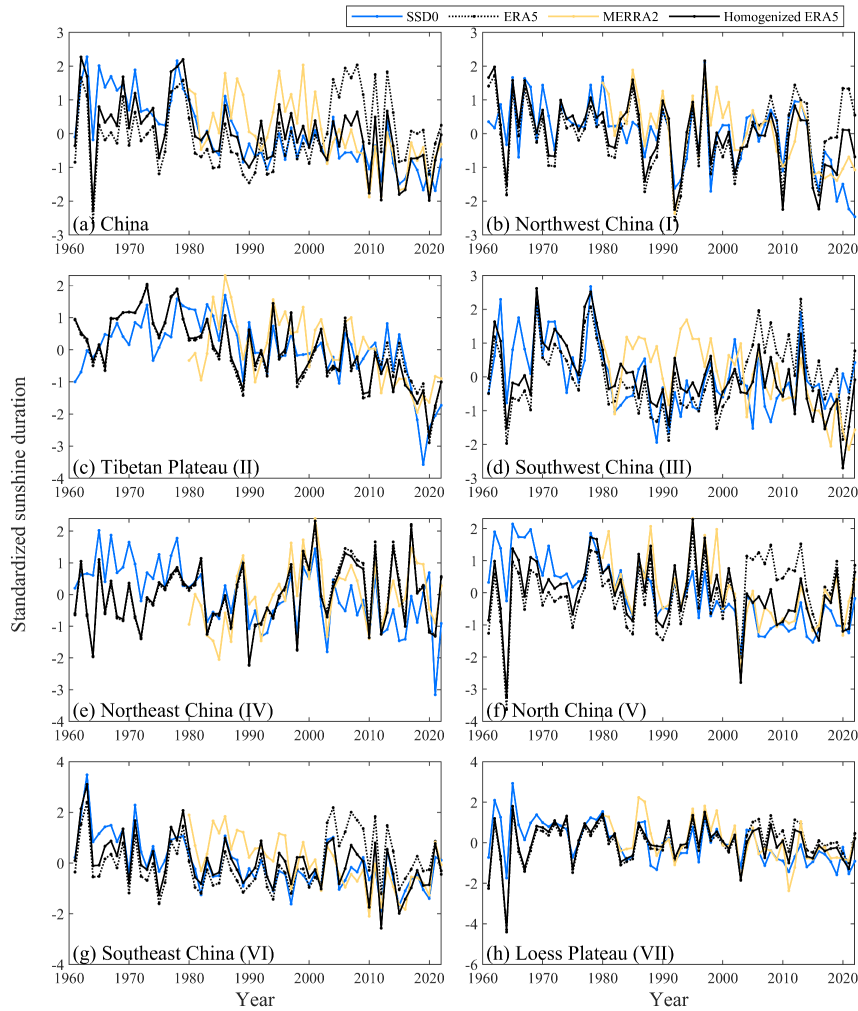 SSD0 ERA5 MERRA2 Homogenized ERA5
Standardized sunshine duration
3
2
1
0
-1
-2
-3
(a) China
1960 1970 1980 1990 2000 2010 2020
3
2
1
0
-1
-2
-3
(b) Northwest China (I)
1960 1970 1980 1990 2000 2010 2020
2
1
0
-1
-2
-3
-4
(c) Tibetan Plateau (II)
1960 1970 1980 1990 2000 2010 2020
3
2
1
0
-1
-2
-3
(d) Southwest China (III)
1960 1970 1980 1990 2000 2010 2020
2
1
0
-1
-2
-3
-4
(e) Northeast China (IV)
1960 1970 1980 1990 2000 2010 2020
2
1
0
-1
-2
-3
-4
(f) North China (V)
1960 1970 1980 1990 2000 2010 2020
4
2
0
-2
-4
(g) Southeast China (VI)
1960 1970 1980 1990 2000 2010 2020
Year
4
2
0
-2
-4
-6
(h) Loess Plateau (VII)
1960 1970 1980 1990 2000 2010 2020
Year